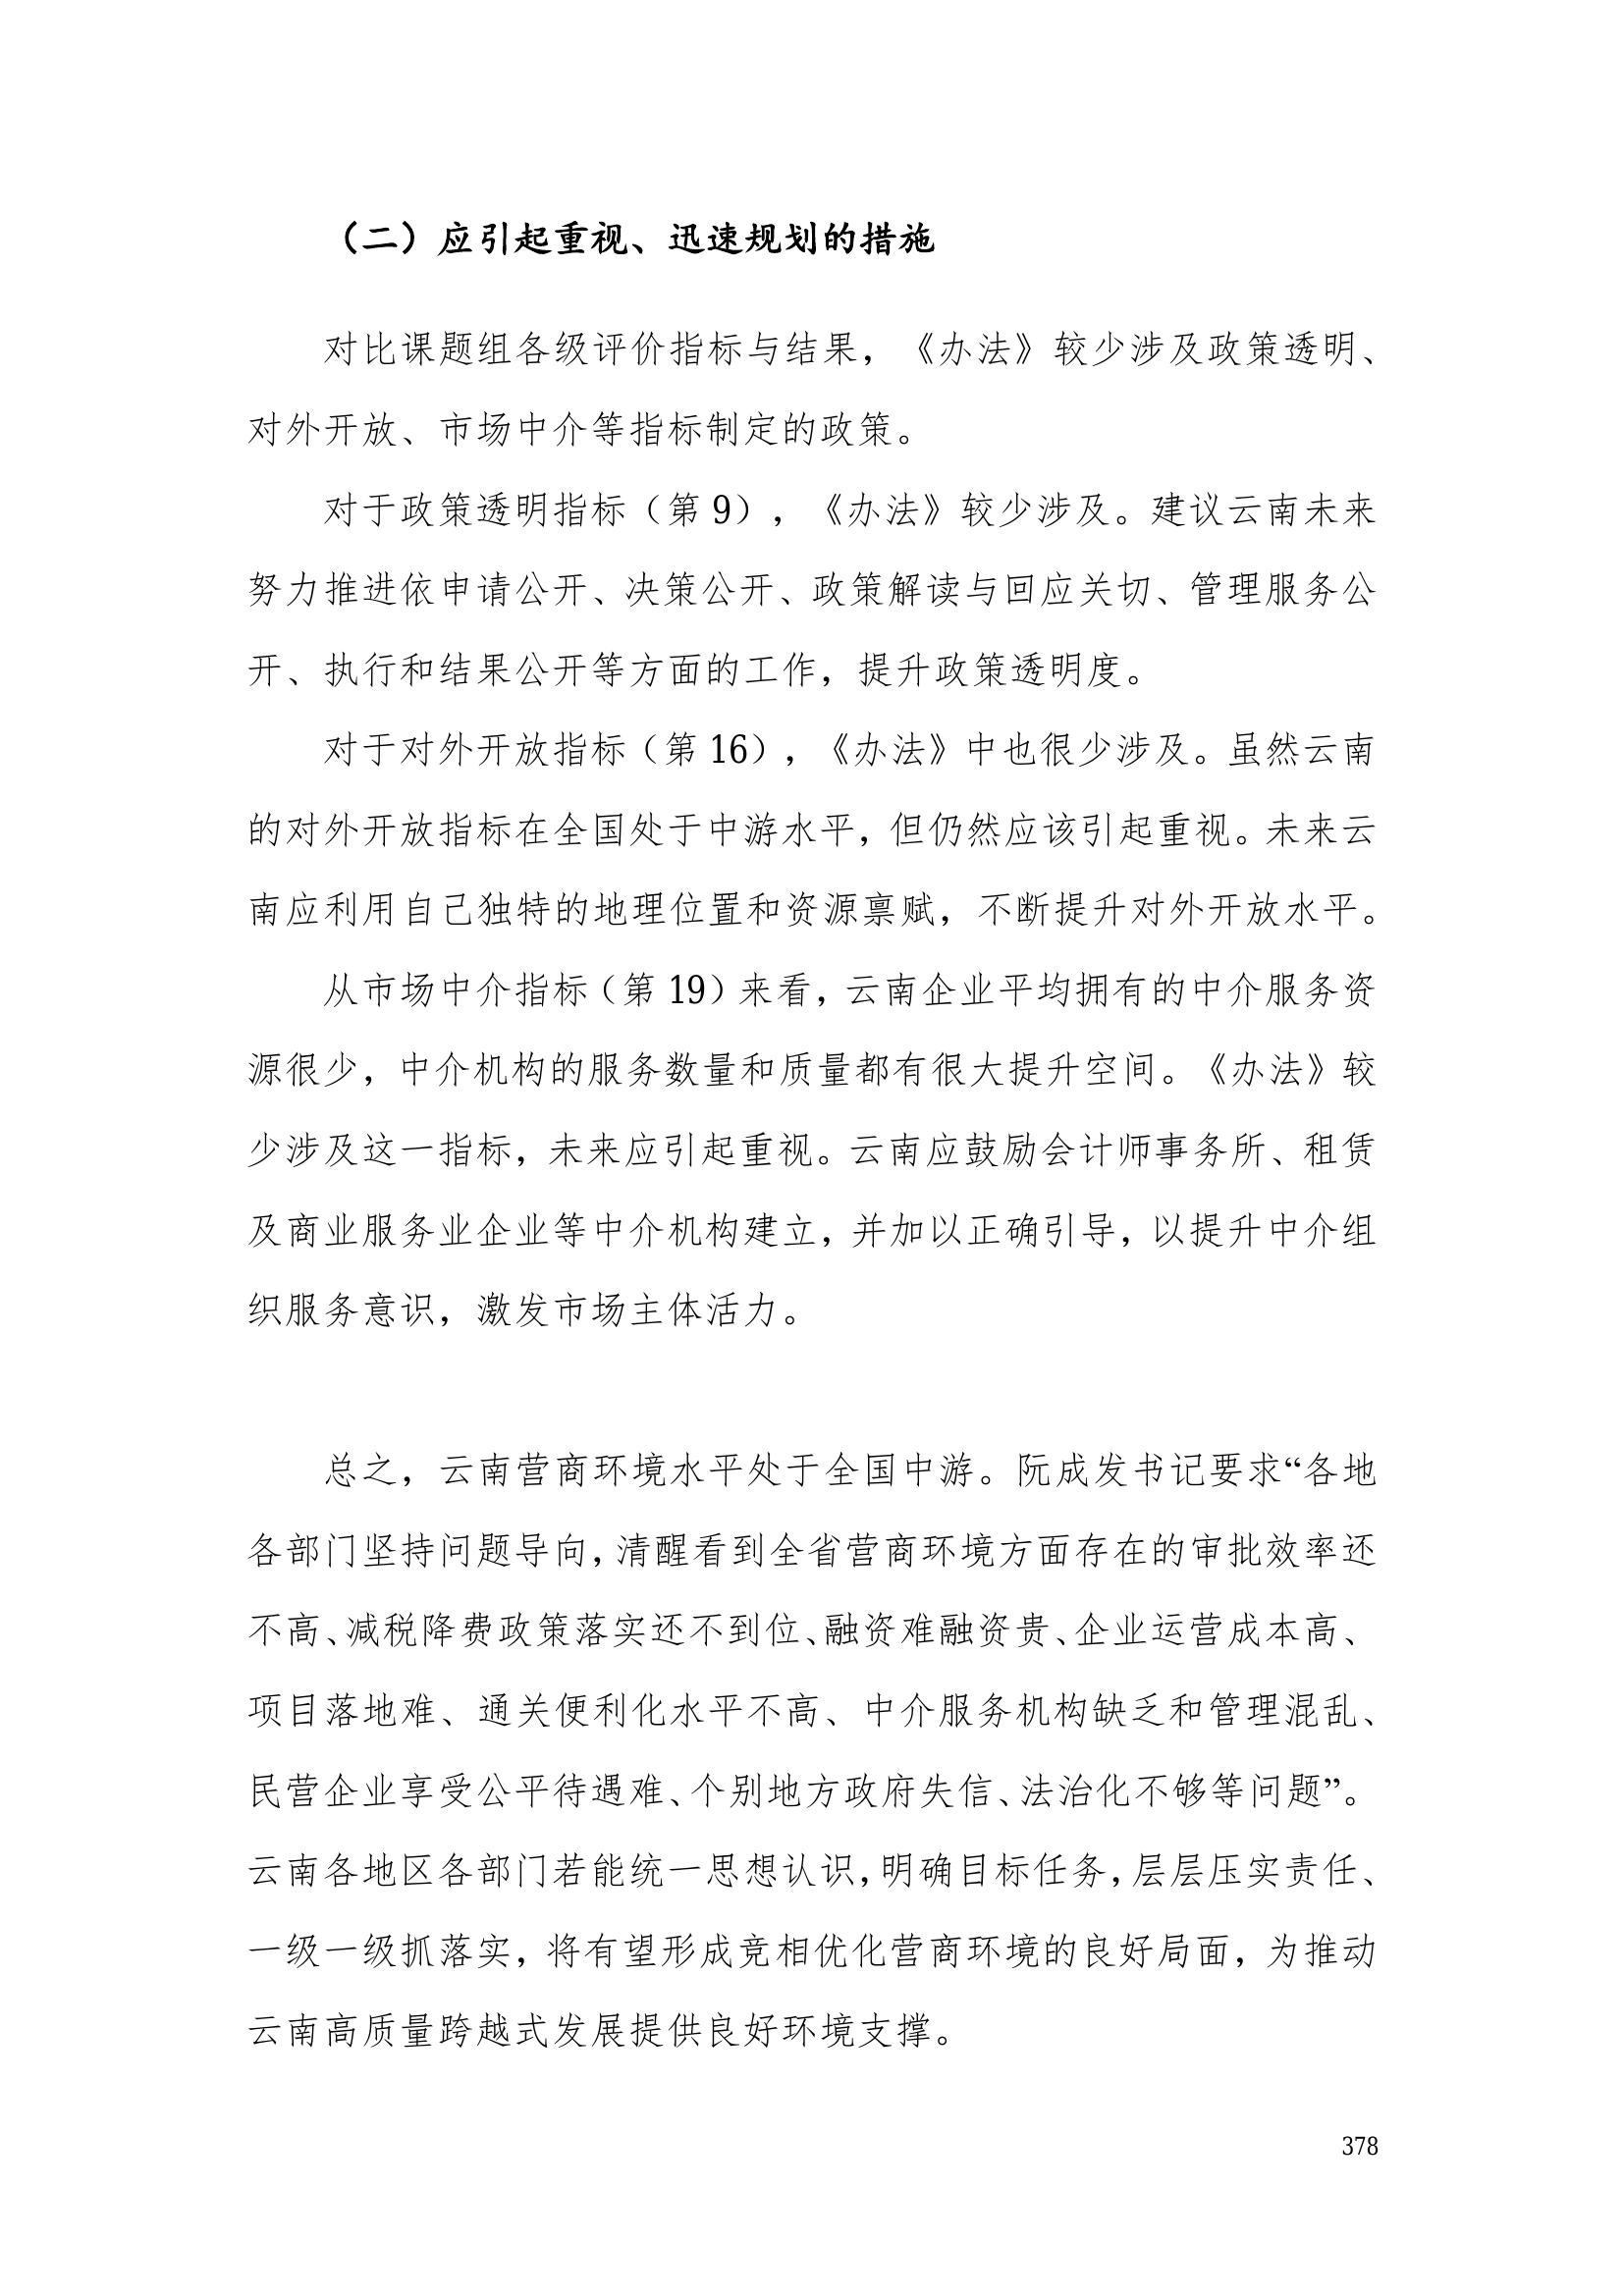 （二）应引起重视、迅速规划的措施
对比课题组各级评价指标与结果，《办法》较少涉及政策透明、
对外开放、市场中介等指标制定的政策。
对于政策透明指标（第 9），《办法》较少涉及。建议云南未来
努力推进依申请公开、决策公开、政策解读与回应关切、管理服务公
开、执行和结果公开等方面的工作，提升政策透明度。
对于对外开放指标（第 16），《办法》中也很少涉及。虽然云南
的对外开放指标在全国处于中游水平，但仍然应该引起重视。未来云
南应利用自己独特的地理位置和资源禀赋，不断提升对外开放水平。
从市场中介指标（第 19）来看，云南企业平均拥有的中介服务资
源很少，中介机构的服务数量和质量都有很大提升空间。《办法》较
少涉及这一指标，未来应引起重视。云南应鼓励会计师事务所、租赁
及商业服务业企业等中介机构建立，并加以正确引导，以提升中介组
织服务意识，激发市场主体活力。
总之，云南营商环境水平处于全国中游。阮成发书记要求“各地
各部门坚持问题导向，清醒看到全省营商环境方面存在的审批效率还
不高、减税降费政策落实还不到位、融资难融资贵、企业运营成本高、
项目落地难、通关便利化水平不高、中介服务机构缺乏和管理混乱、
民营企业享受公平待遇难、个别地方政府失信、法治化不够等问题”。
云南各地区各部门若能统一思想认识，明确目标任务，层层压实责任、
一级一级抓落实，将有望形成竞相优化营商环境的良好局面，为推动
云南高质量跨越式发展提供良好环境支撑。
378